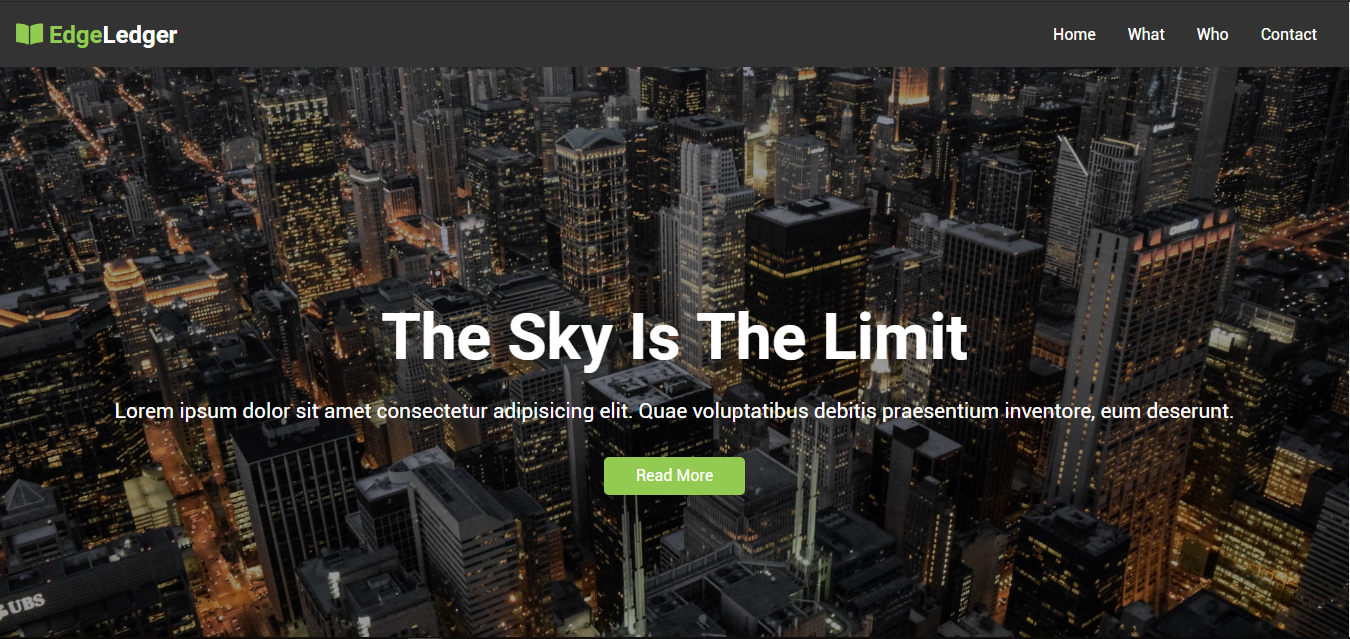 EdgeLedger
Home What Who Contact
The Sky Is The Limit
Lorem ipsum dolor sit amet consectetur adipisicing elit. Quae voluptatibus debitis praesentium inventore, eum deserunt.
Read More
UBS